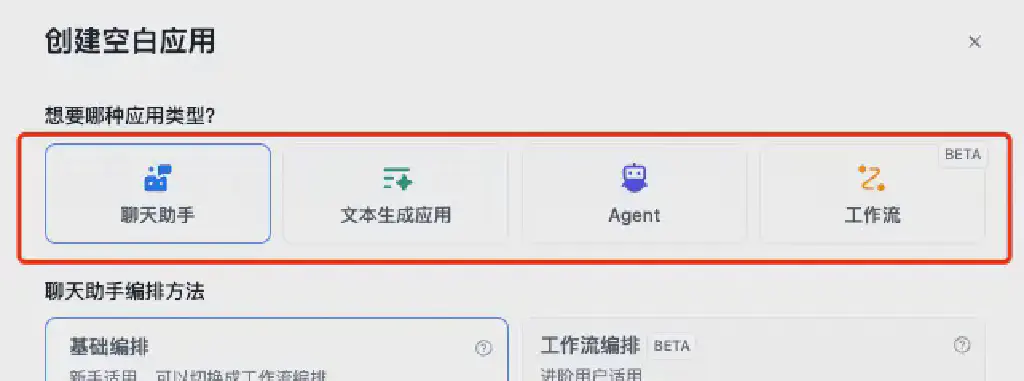 创建空白应用
想要哪种应用类型?
BETA
聊天助手
文本生成应用
Agent
工作流
聊天助手编排方法
基础编排
工作流编排 BETA
新手适用，可以切换成工作流编排
进阶用户适用